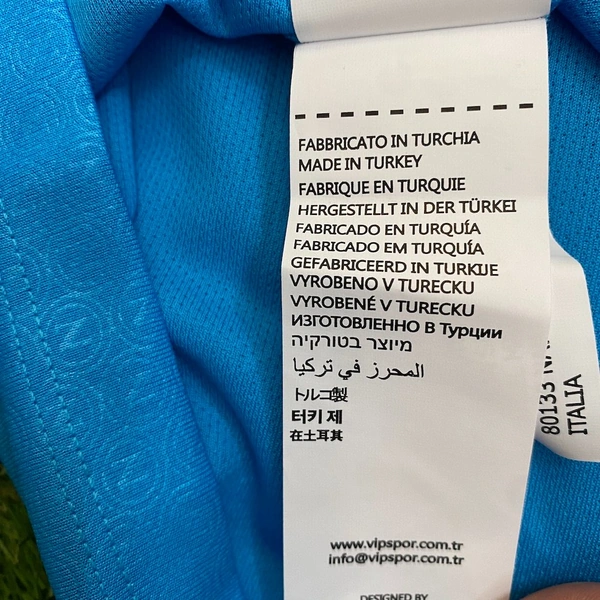 FABBRICATO IN TURCHIA
MADE IN TURKEY
FABRIQUE EN TURQUIE
HERGESTELLT IN DER TÜRKEI
FABRICADO EN TURQUÍA
FABRICADO EM TURQUÍA
GEFABRICEERD IN TURKIJE
VYROBENO V TURECKU
VYROBENÉ V TURECKU
ИЗГОТОВЛЕННО В Турции
מיוצר בטורקיה
المحرز في تركيا
トルコ製
터키 제
在土耳其
www.vipspor.com.tr
info@vipspor.com.tr
DESIGNED BY
80133
ITALIA